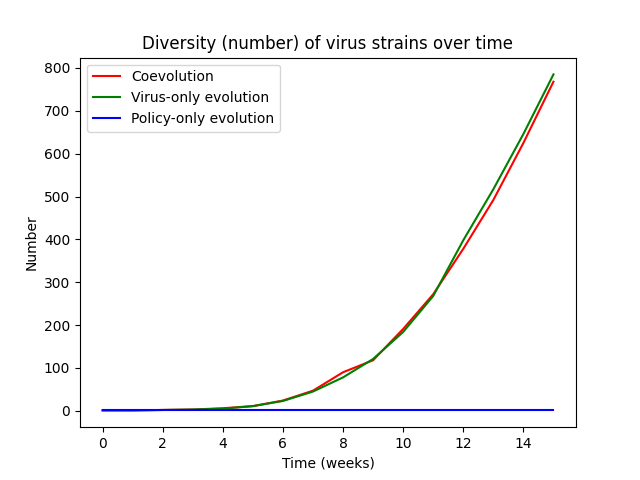 Diversity (number) of virus strains over time
Coevolution
Virus-only evolution
Policy-only evolution
Number
800
700
600
500
400
300
200
100
0
0 2 4 6 8 10 12 14
Time (weeks)